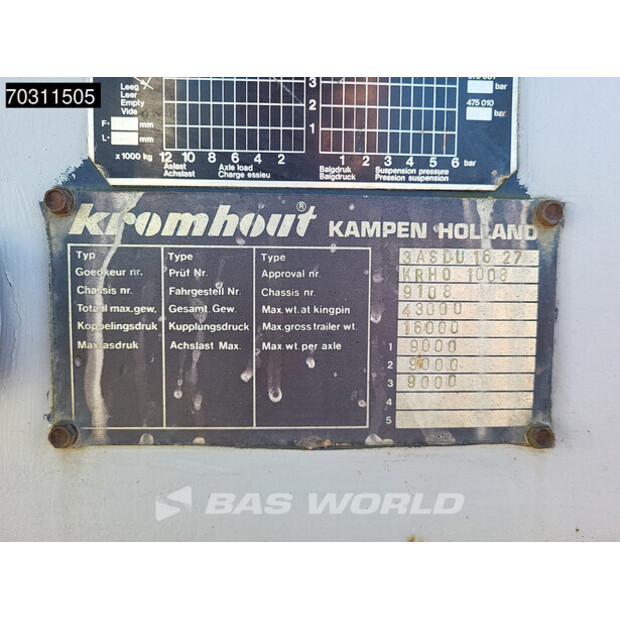 70311505
Leeg
Leer
Empty
Vide
F= mm
L= mm
x 1000 kg 12 10 8 6 4 2
Aslast
Achslast
Axle load
Charge essieu
3
2
1
bar
475 010 bar
1 2 3 4 5 6 bar
Balgdruk
Balgdruck
Suspension pressure
Pression suspension
kromhout® KAMPEN HOLLAND
Typ Type Type 3ASDU 16 27
Goedkeur nr. Prüf Nr. Approval nr. KRHO 1008
Chassis nr. Fahrgestell Nr. Chassis nr. 9108
Totaal max.gew. Gesamt. Gew. Max.wt.at kingpin 43000
Koppelingsdruk Kupplungsdruck Max.gross trailer wt. 16000
Max.asdruk Achslast Max. Max.wt.per axle 1 9000
2 9000
3 9000
4
5
BAS WORLD